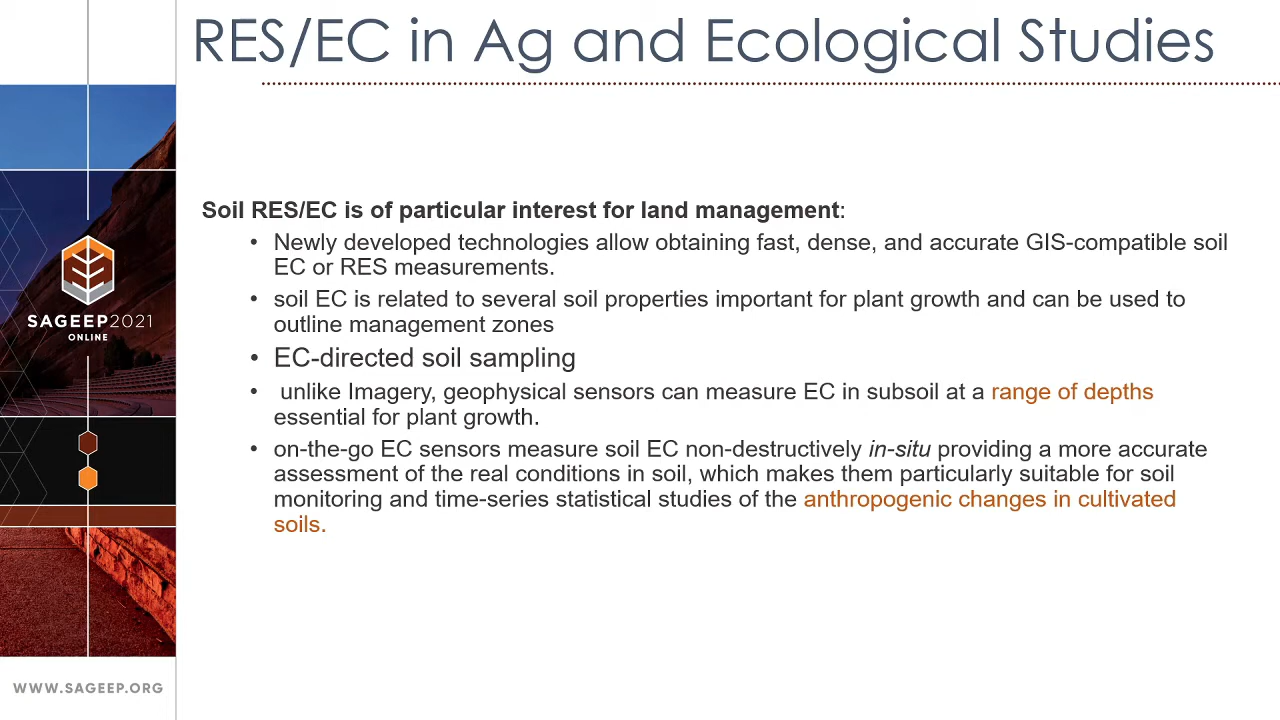 RES/EC in Ag and Ecological Studies
Soil RES/EC is of particular interest for land management:
• Newly developed technologies allow obtaining fast, dense, and accurate GIS-compatible soil
EC or RES measurements.
• soil EC is related to several soil properties important for plant growth and can be used to
outline management zones
• EC-directed soil sampling
• unlike Imagery, geophysical sensors can measure EC in subsoil at a range of depths
essential for plant growth.
• on-the-go EC sensors measure soil EC non-destructively in-situ providing a more accurate
assessment of the real conditions in soil, which makes them particularly suitable for soil
monitoring and time-series statistical studies of the anthropogenic changes in cultivated
soils.
SAGEEP2021
ONLINE
WWW.SAGEEP.ORG